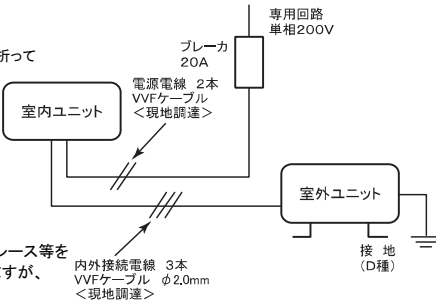 専用回路
単相200V
ブレーカ
20A
折って
電源電線 2本
VVFケーブル
<現地調達>
室内ユニット
室外ユニット
レース等を
すが、
内外接続電線 3本
VVFケーブル φ2.0mm
<現地調達>
接 地
(D種)